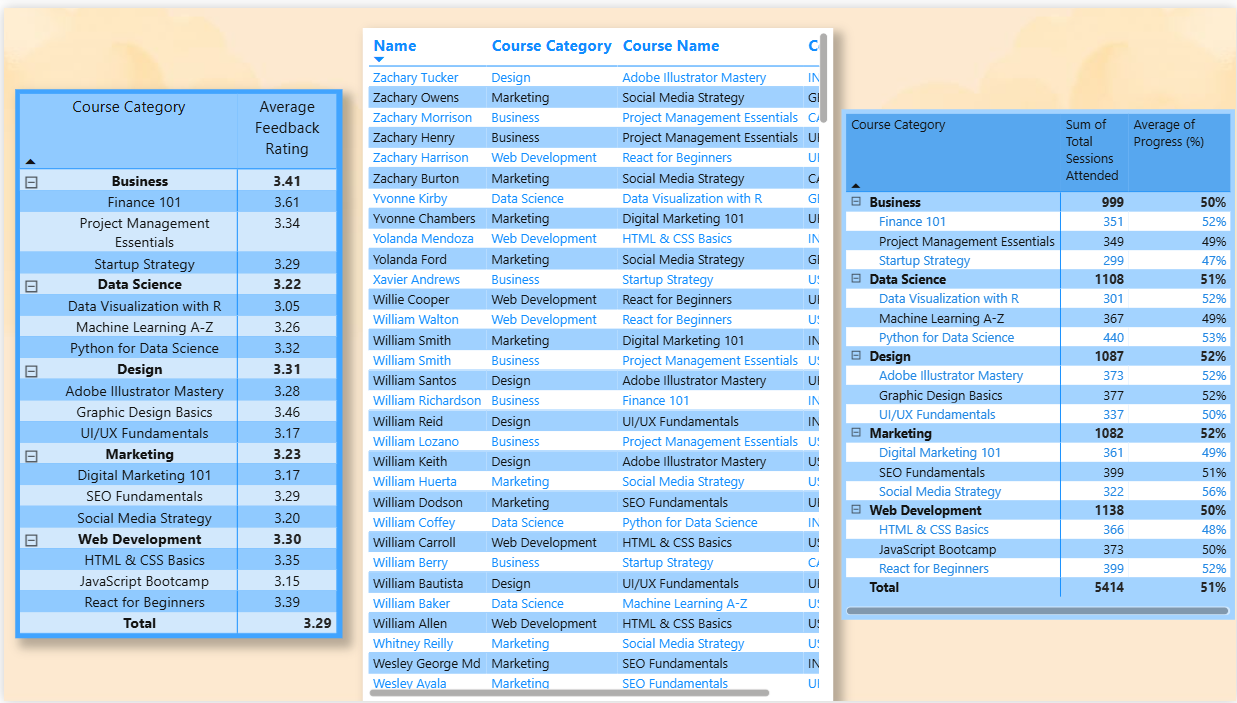 Course Category Average Feedback Rating
Business 3.41
Finance 101 3.61
Project Management Essentials 3.34
Startup Strategy 3.29
Data Science 3.22
Data Visualization with R 3.05
Machine Learning A-Z 3.26
Python for Data Science 3.32
Design 3.31
Adobe Illustrator Mastery 3.28
Graphic Design Basics 3.46
UI/UX Fundamentals 3.17
Marketing 3.23
Digital Marketing 101 3.17
SEO Fundamentals 3.29
Social Media Strategy 3.20
Web Development 3.30
HTML & CSS Basics 3.35
JavaScript Bootcamp 3.15
React for Beginners 3.39
Total 3.29
Name Course Category Course Name
Zachary Tucker Design Adobe Illustrator Mastery IN
Zachary Owens Marketing Social Media Strategy
Zachary Morrison Business Project Management Essentials CA
Zachary Henry Business Project Management Essentials
Zachary Harrison Web Development React for Beginners
Zachary Burton Marketing Social Media Strategy CA
Yvonne Kirby Data Science Data Visualization with R
Yvonne Chambers Marketing Digital Marketing 101
Yolanda Mendoza Web Development HTML & CSS Basics IN
Yolanda Ford Marketing Social Media Strategy
Xavier Andrews Business Startup Strategy US
Willie Cooper Web Development React for Beginners
William Walton Web Development React for Beginners US
William Smith Marketing Digital Marketing 101 IN
William Smith Business Project Management Essentials US
William Santos Design Adobe Illustrator Mastery
William Richardson Business Finance 101 IN
William Reid Design UI/UX Fundamentals IN
William Lozano Business Project Management Essentials US
William Keith Design Adobe Illustrator Mastery US
William Huerta Marketing Social Media Strategy US
William Dodson Marketing SEO Fundamentals
William Coffey Data Science Python for Data Science IN
William Carroll Web Development HTML & CSS Basics US
William Berry Business Startup Strategy CA
William Bautista Design UI/UX Fundamentals
William Baker Data Science Machine Learning A-Z US
William Allen Web Development HTML & CSS Basics US
Whitney Reilly Marketing Social Media Strategy US
Wesley George Md Marketing SEO Fundamentals IN
Wesley Ayala Marketing SEO Fundamentals
Course Category Sum of Total Sessions Attended Average of Progress (%)
Business 999 50%
Finance 101 351 52%
Project Management Essentials 349 49%
Startup Strategy 299 47%
Data Science 1108 51%
Data Visualization with R 301 52%
Machine Learning A-Z 367 49%
Python for Data Science 440 53%
Design 1087 52%
Adobe Illustrator Mastery 373 52%
Graphic Design Basics 377 52%
UI/UX Fundamentals 337 50%
Marketing 1082 52%
Digital Marketing 101 361 49%
SEO Fundamentals 399 51%
Social Media Strategy 322 56%
Web Development 1138 50%
HTML & CSS Basics 366 48%
JavaScript Bootcamp 373 50%
React for Beginners 399 52%
Total 5414 51%